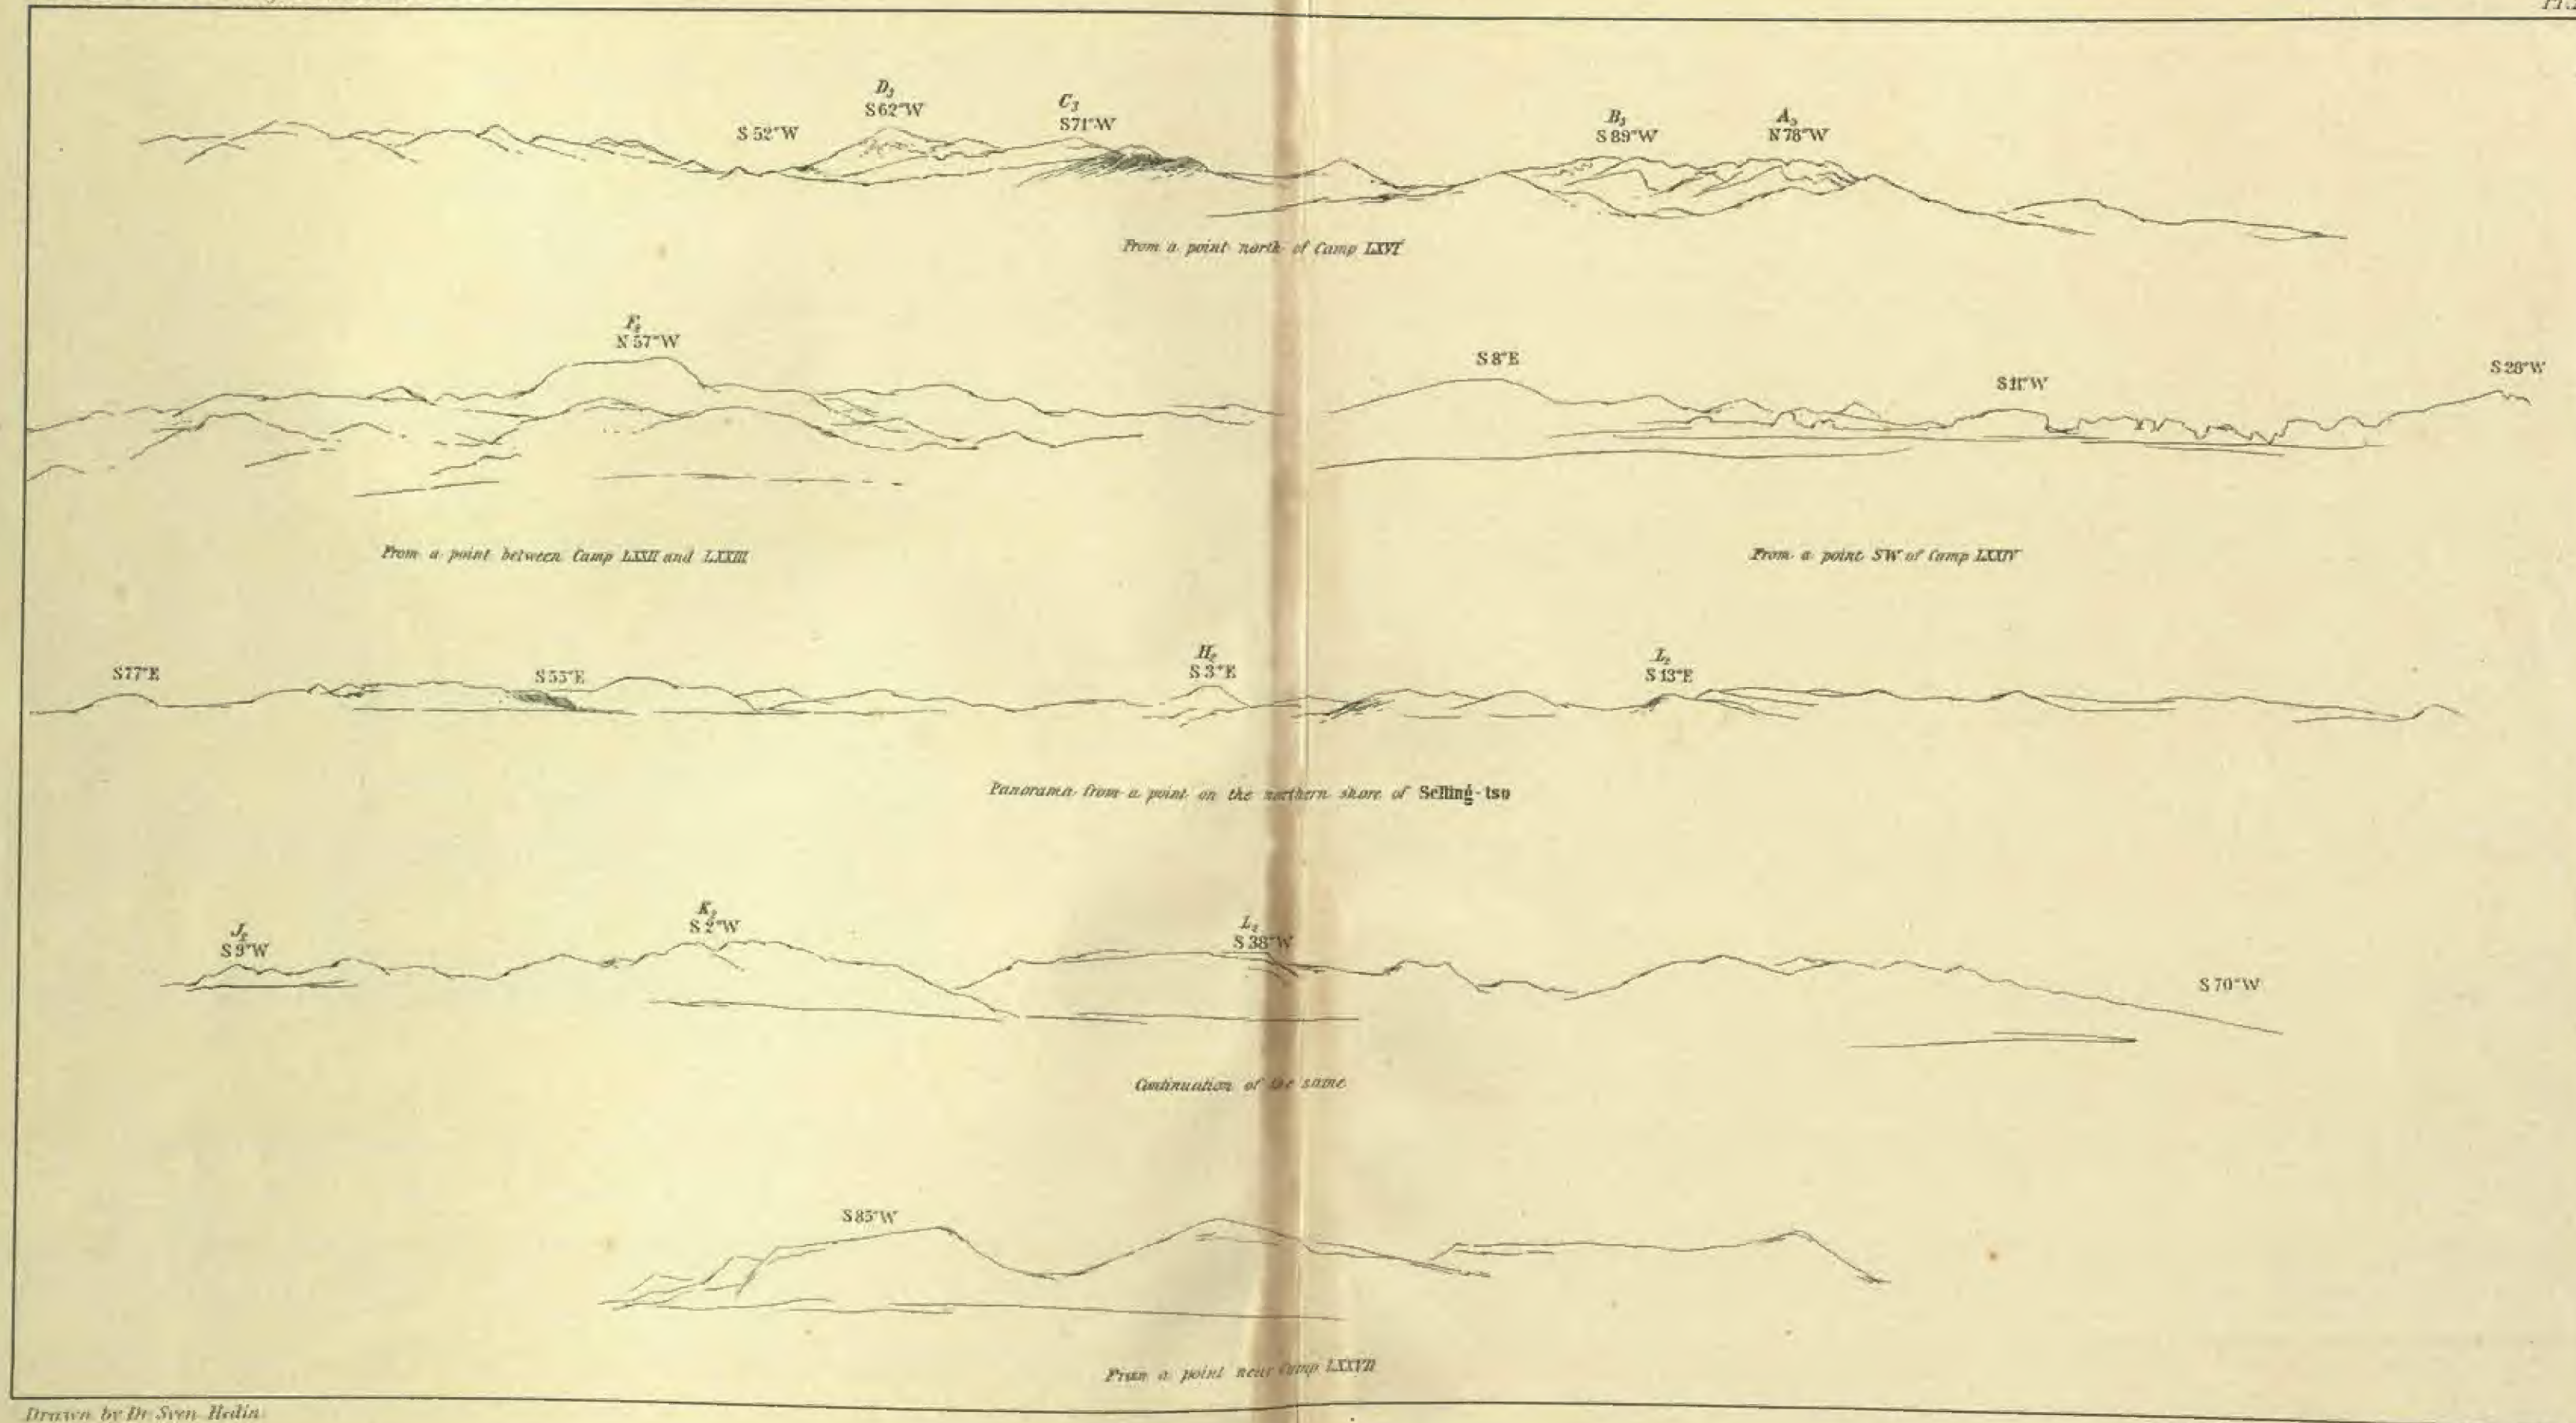 D₃
S 62° W
C₃
S 71° W
S 52° W
B₃
S 89° W
A₃
N 78° W
From a point north of Camp LXVI
F₂
N 57° W
S 8° E
S 11° W
S 28° W
From a point between Camp LXXII and LXXIII
From a point SW of Camp LXXIV
S 77° E
S 53° E
H₂
S 3° E
S 13° E
Panorama from a point on the northern shore of Selling-tso
J₂
S 9° W
K₂
S 2° W
L₂
S 38° W
S 70° W
Continuation of the same
S 85° W
From a point near Camp LXXVII
Drawn by Dr Sven Hedin